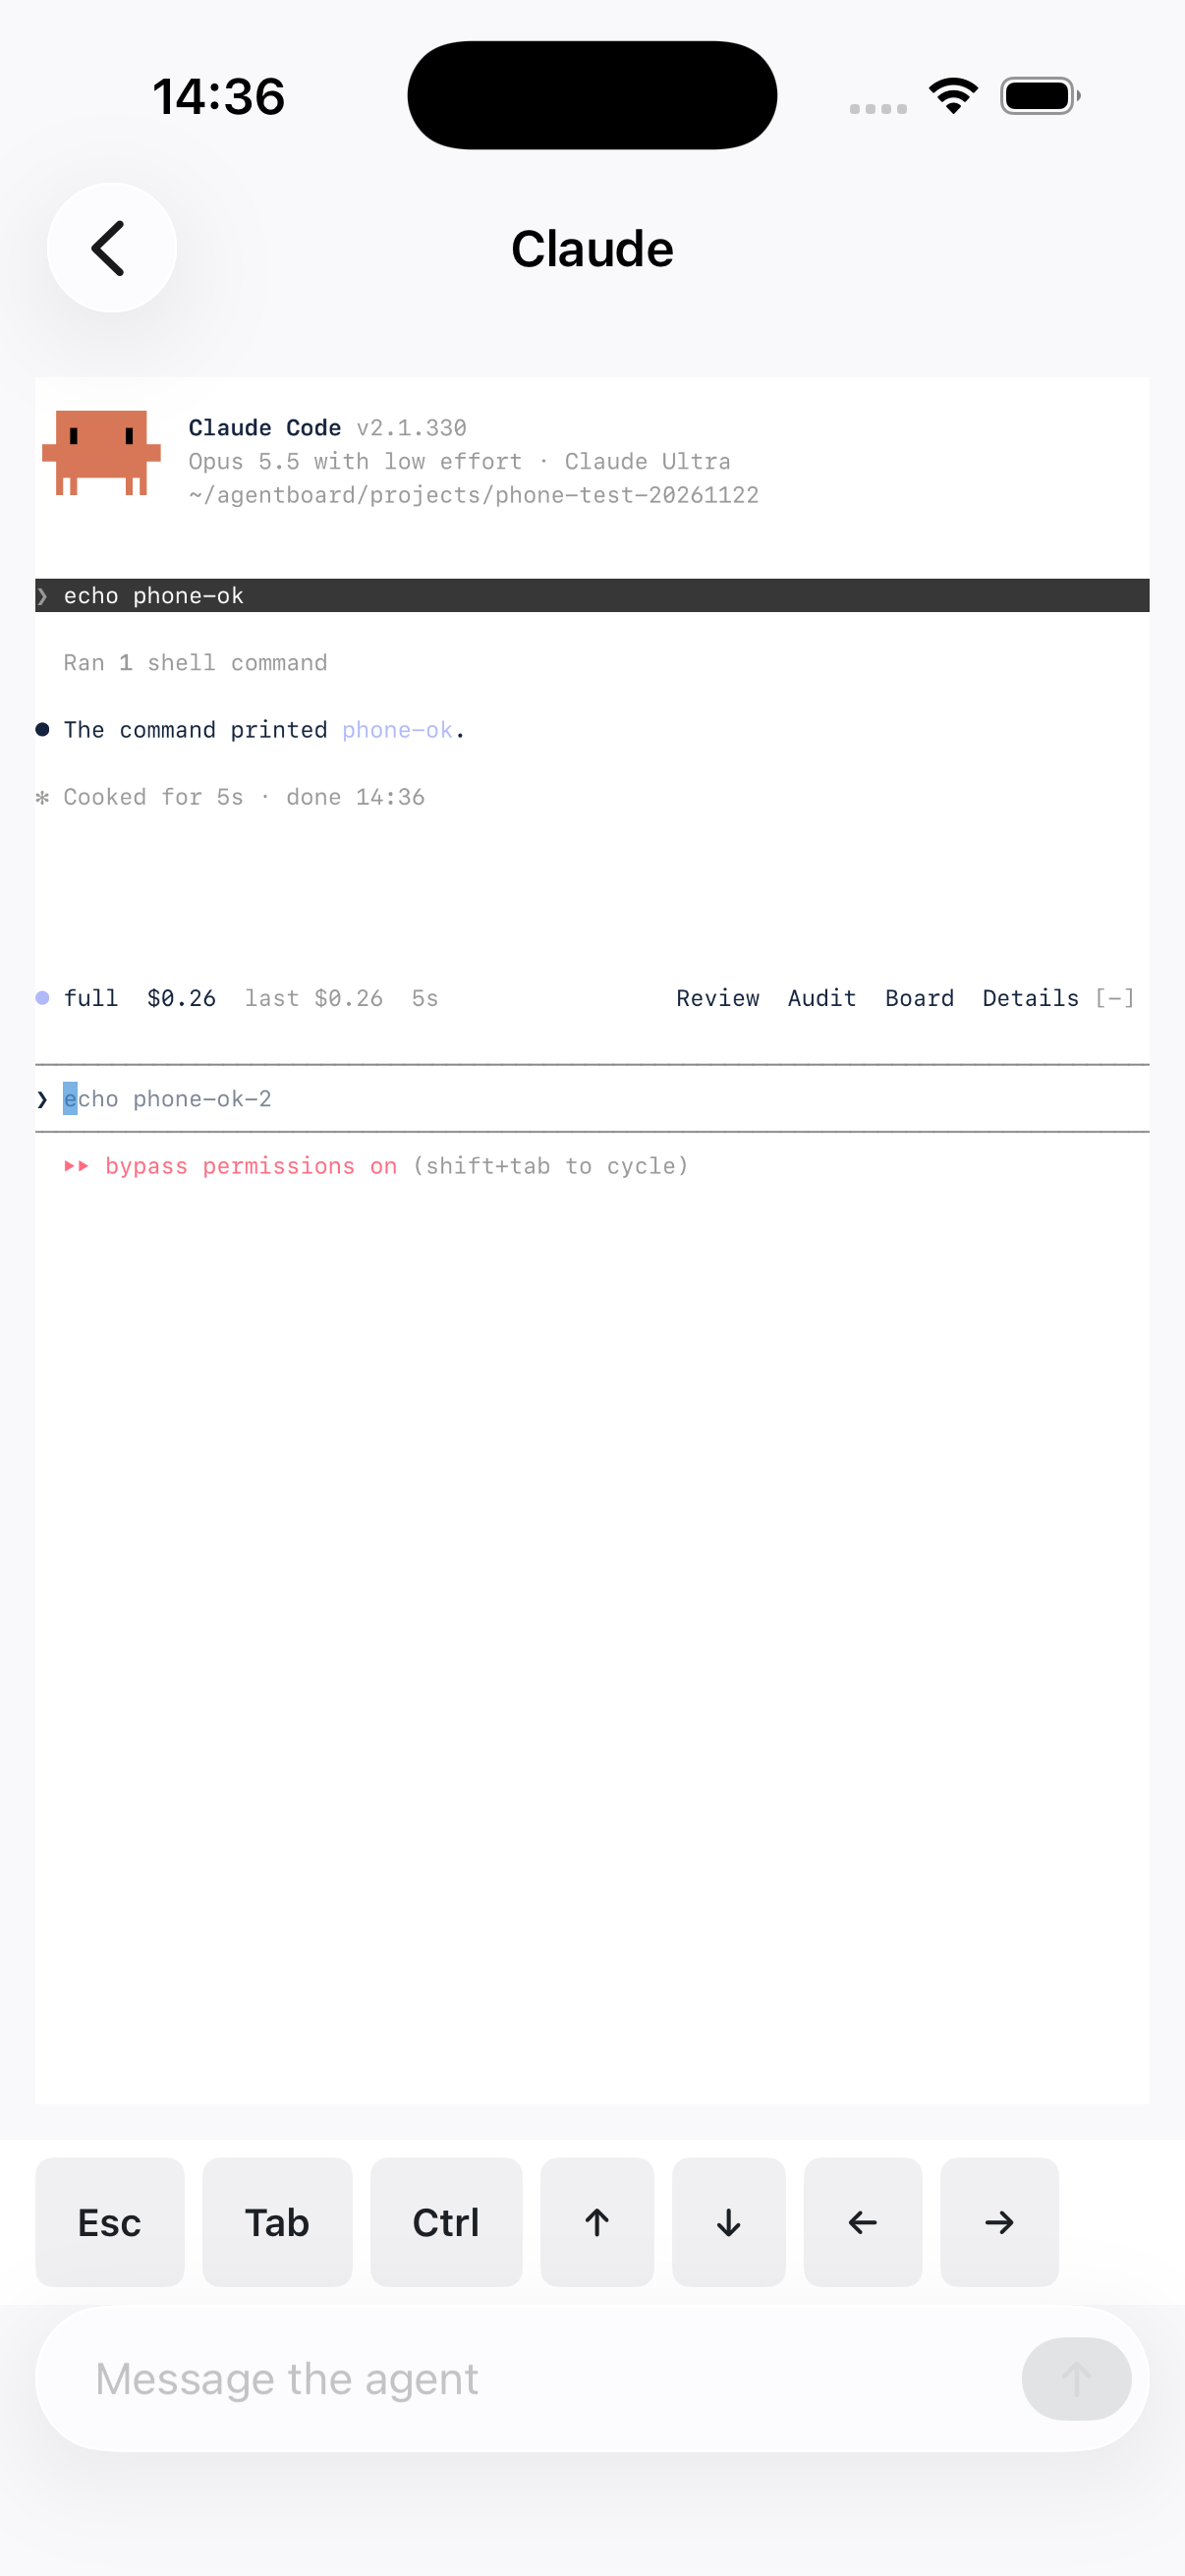 14:36
Claude
Claude Code v2.1.330
Opus 5.5 with low effort · Claude Ultra
~/agentboard/projects/phone-test-20261122
❯ echo phone-ok
Ran 1 shell command
● The command printed phone-ok.
✻ Cooked for 5s · done 14:36
● full $0.26 last $0.26 5s Review Audit Board Details [-]
❯ echo phone-ok-2
⏵⏵ bypass permissions on (shift+tab to cycle)
Esc Tab Ctrl ↑ ↓ ← →
Message the agent